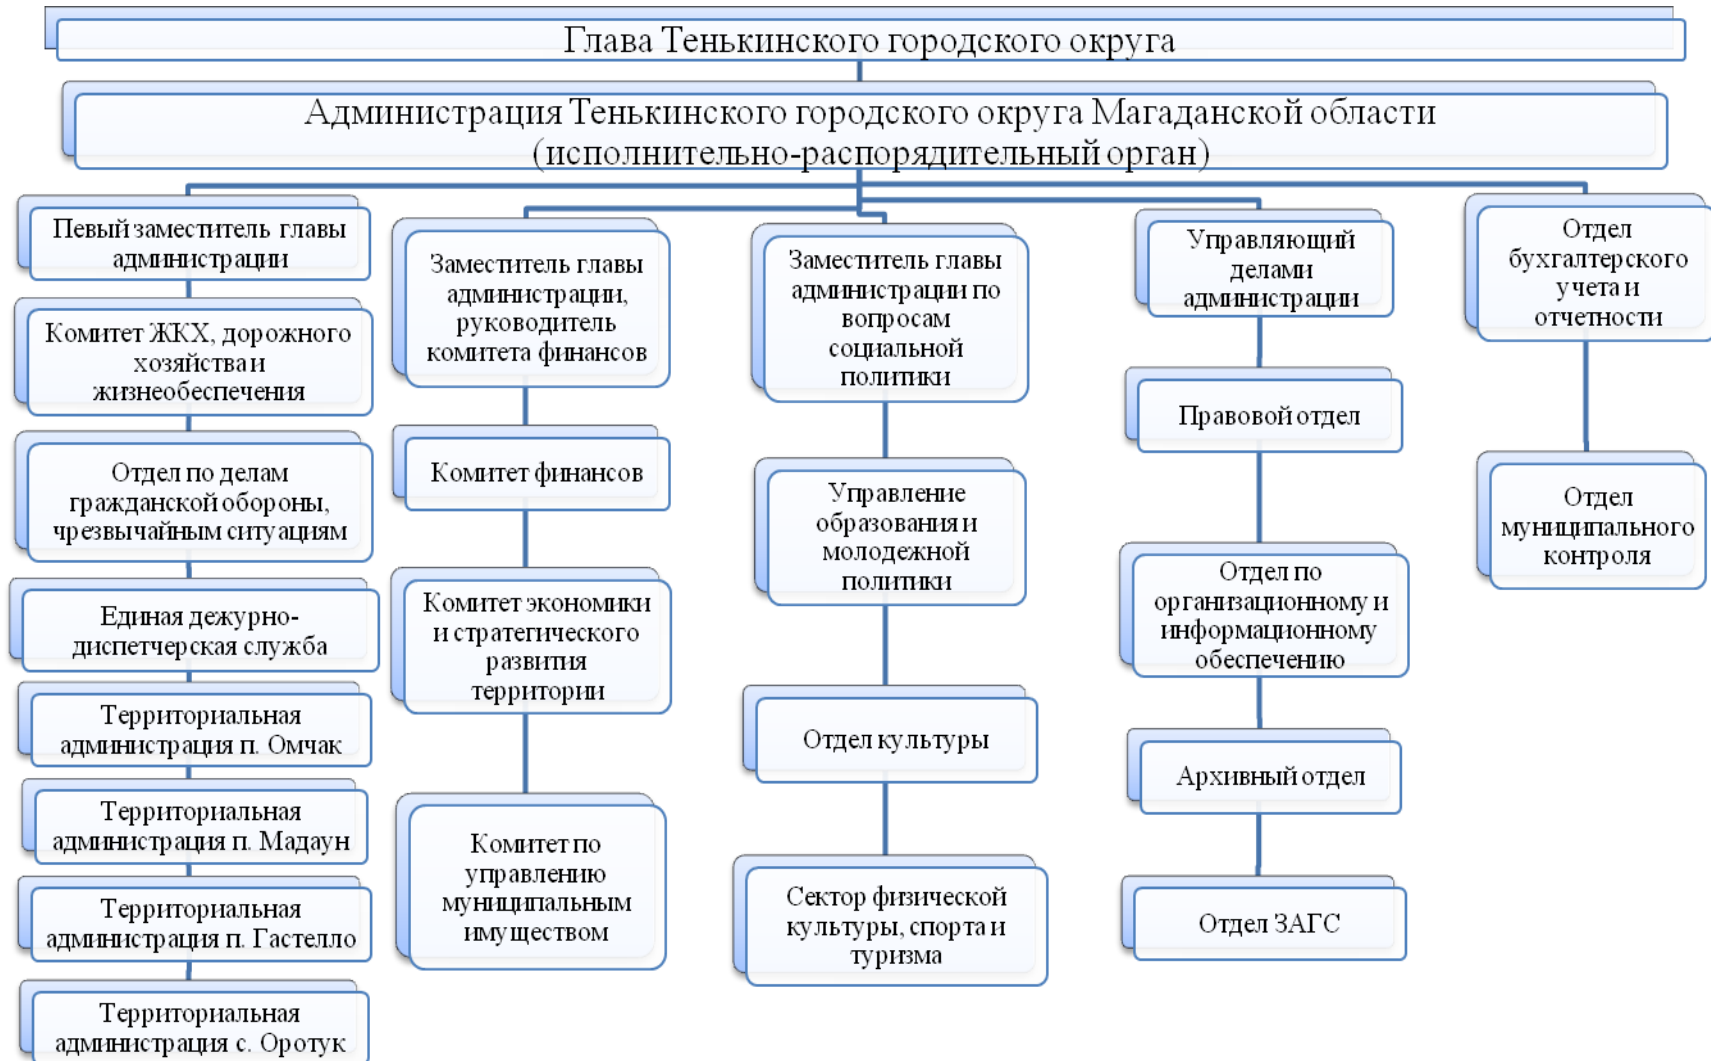 Глава Тенькинского городского округа
Администрация Тенькинского городского округа Магаданской области
(исполнительно-распорядительный орган)
Певый заместитель главы
администрации
Комитет ЖКХ, дорожного
хозяйства и
жизнеобеспечения
Отдел по делам
гражданской обороны,
чрезвычайным ситуациям
Единая дежурно-
диспетчерская служба
Территориальная
администрация п. Омчак
Территориальная
администрация п. Мадаун
Территориальная
администрация п. Гастелло
Территориальная
администрация с. Оротук
Заместитель главы
администрации,
руководитель
комитета финансов
Комитет финансов
Комитет экономики
и стратегического
развития
территории
Комитет по
управлению
муниципальным
имуществом
Заместитель главы
администрации по
вопросам
социальной
политики
Управление
образования и
молодежной
политики
Отдел культуры
Сектор физической
культуры, спорта и
туризма
Управляющий
делами
администрации
Правовой отдел
Отдел по
организационному и
информационному
обеспечению
Архивный отдел
Отдел ЗАГС
Отдел
бухгалтерского
учета и
отчетности
Отдел
муниципального
контроля